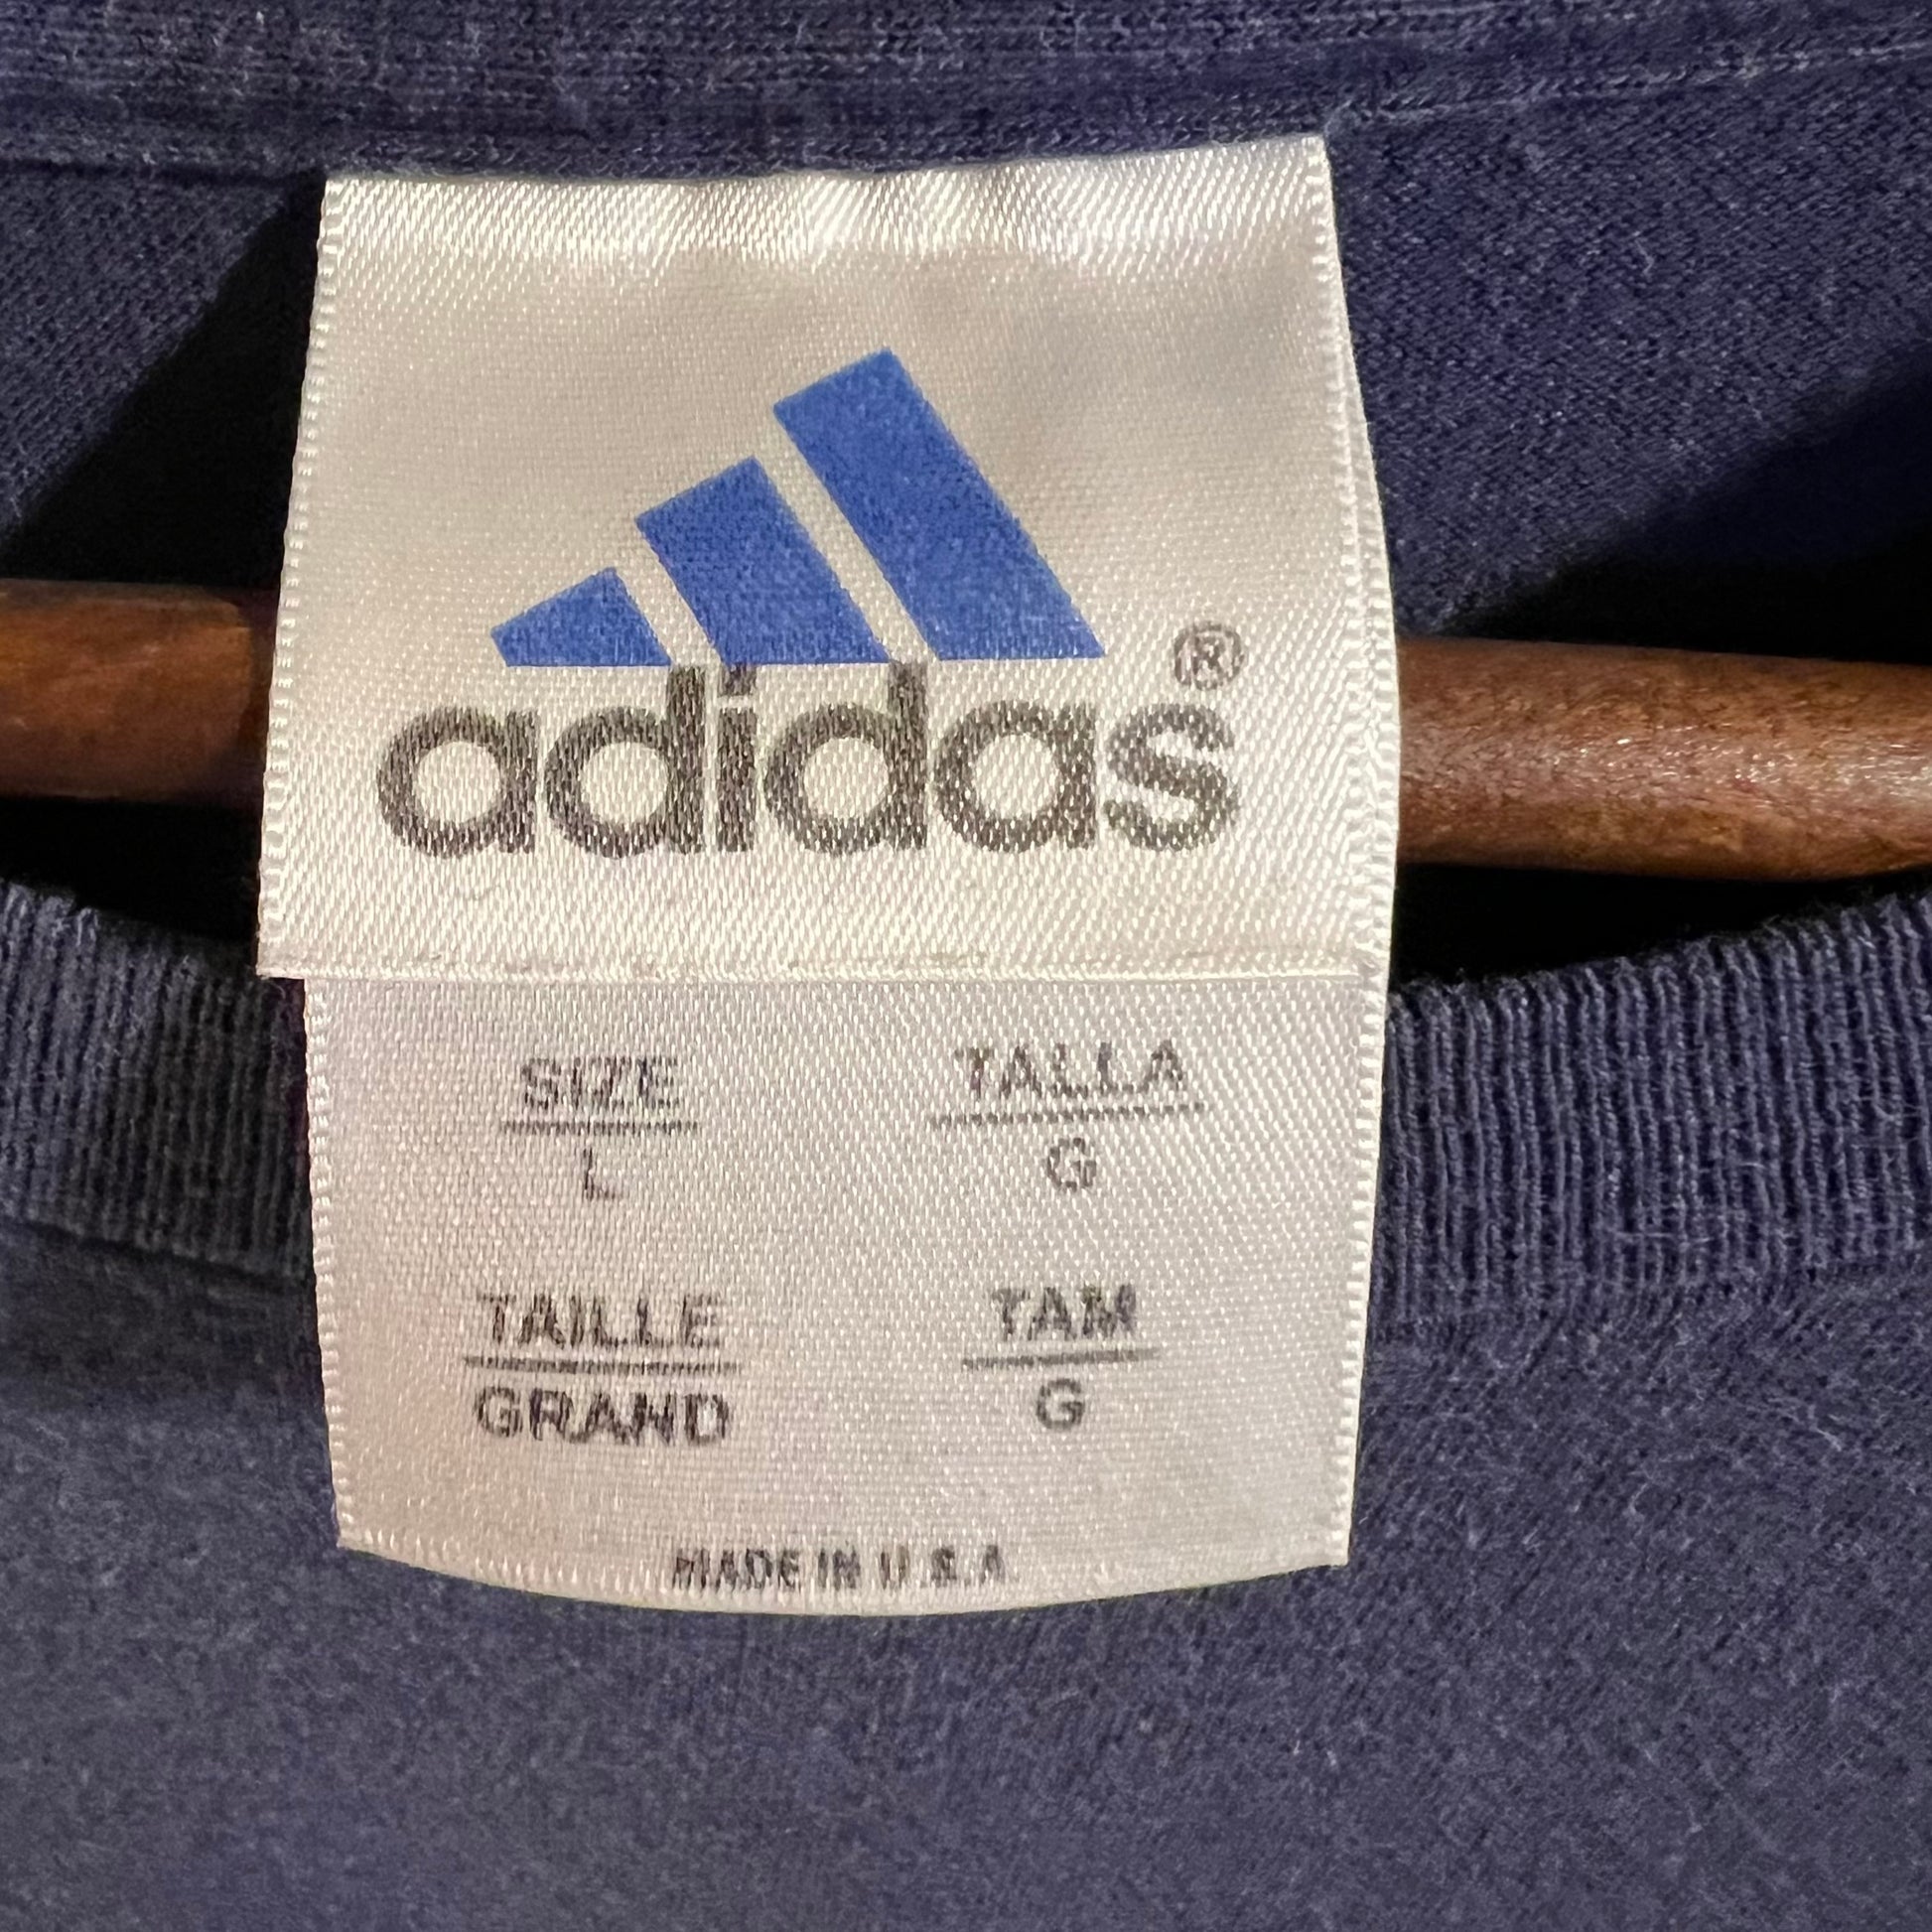 adidas®
SIZE TALLA
L G
TAILLE TAM
GRAND G
MADE IN U.S.A